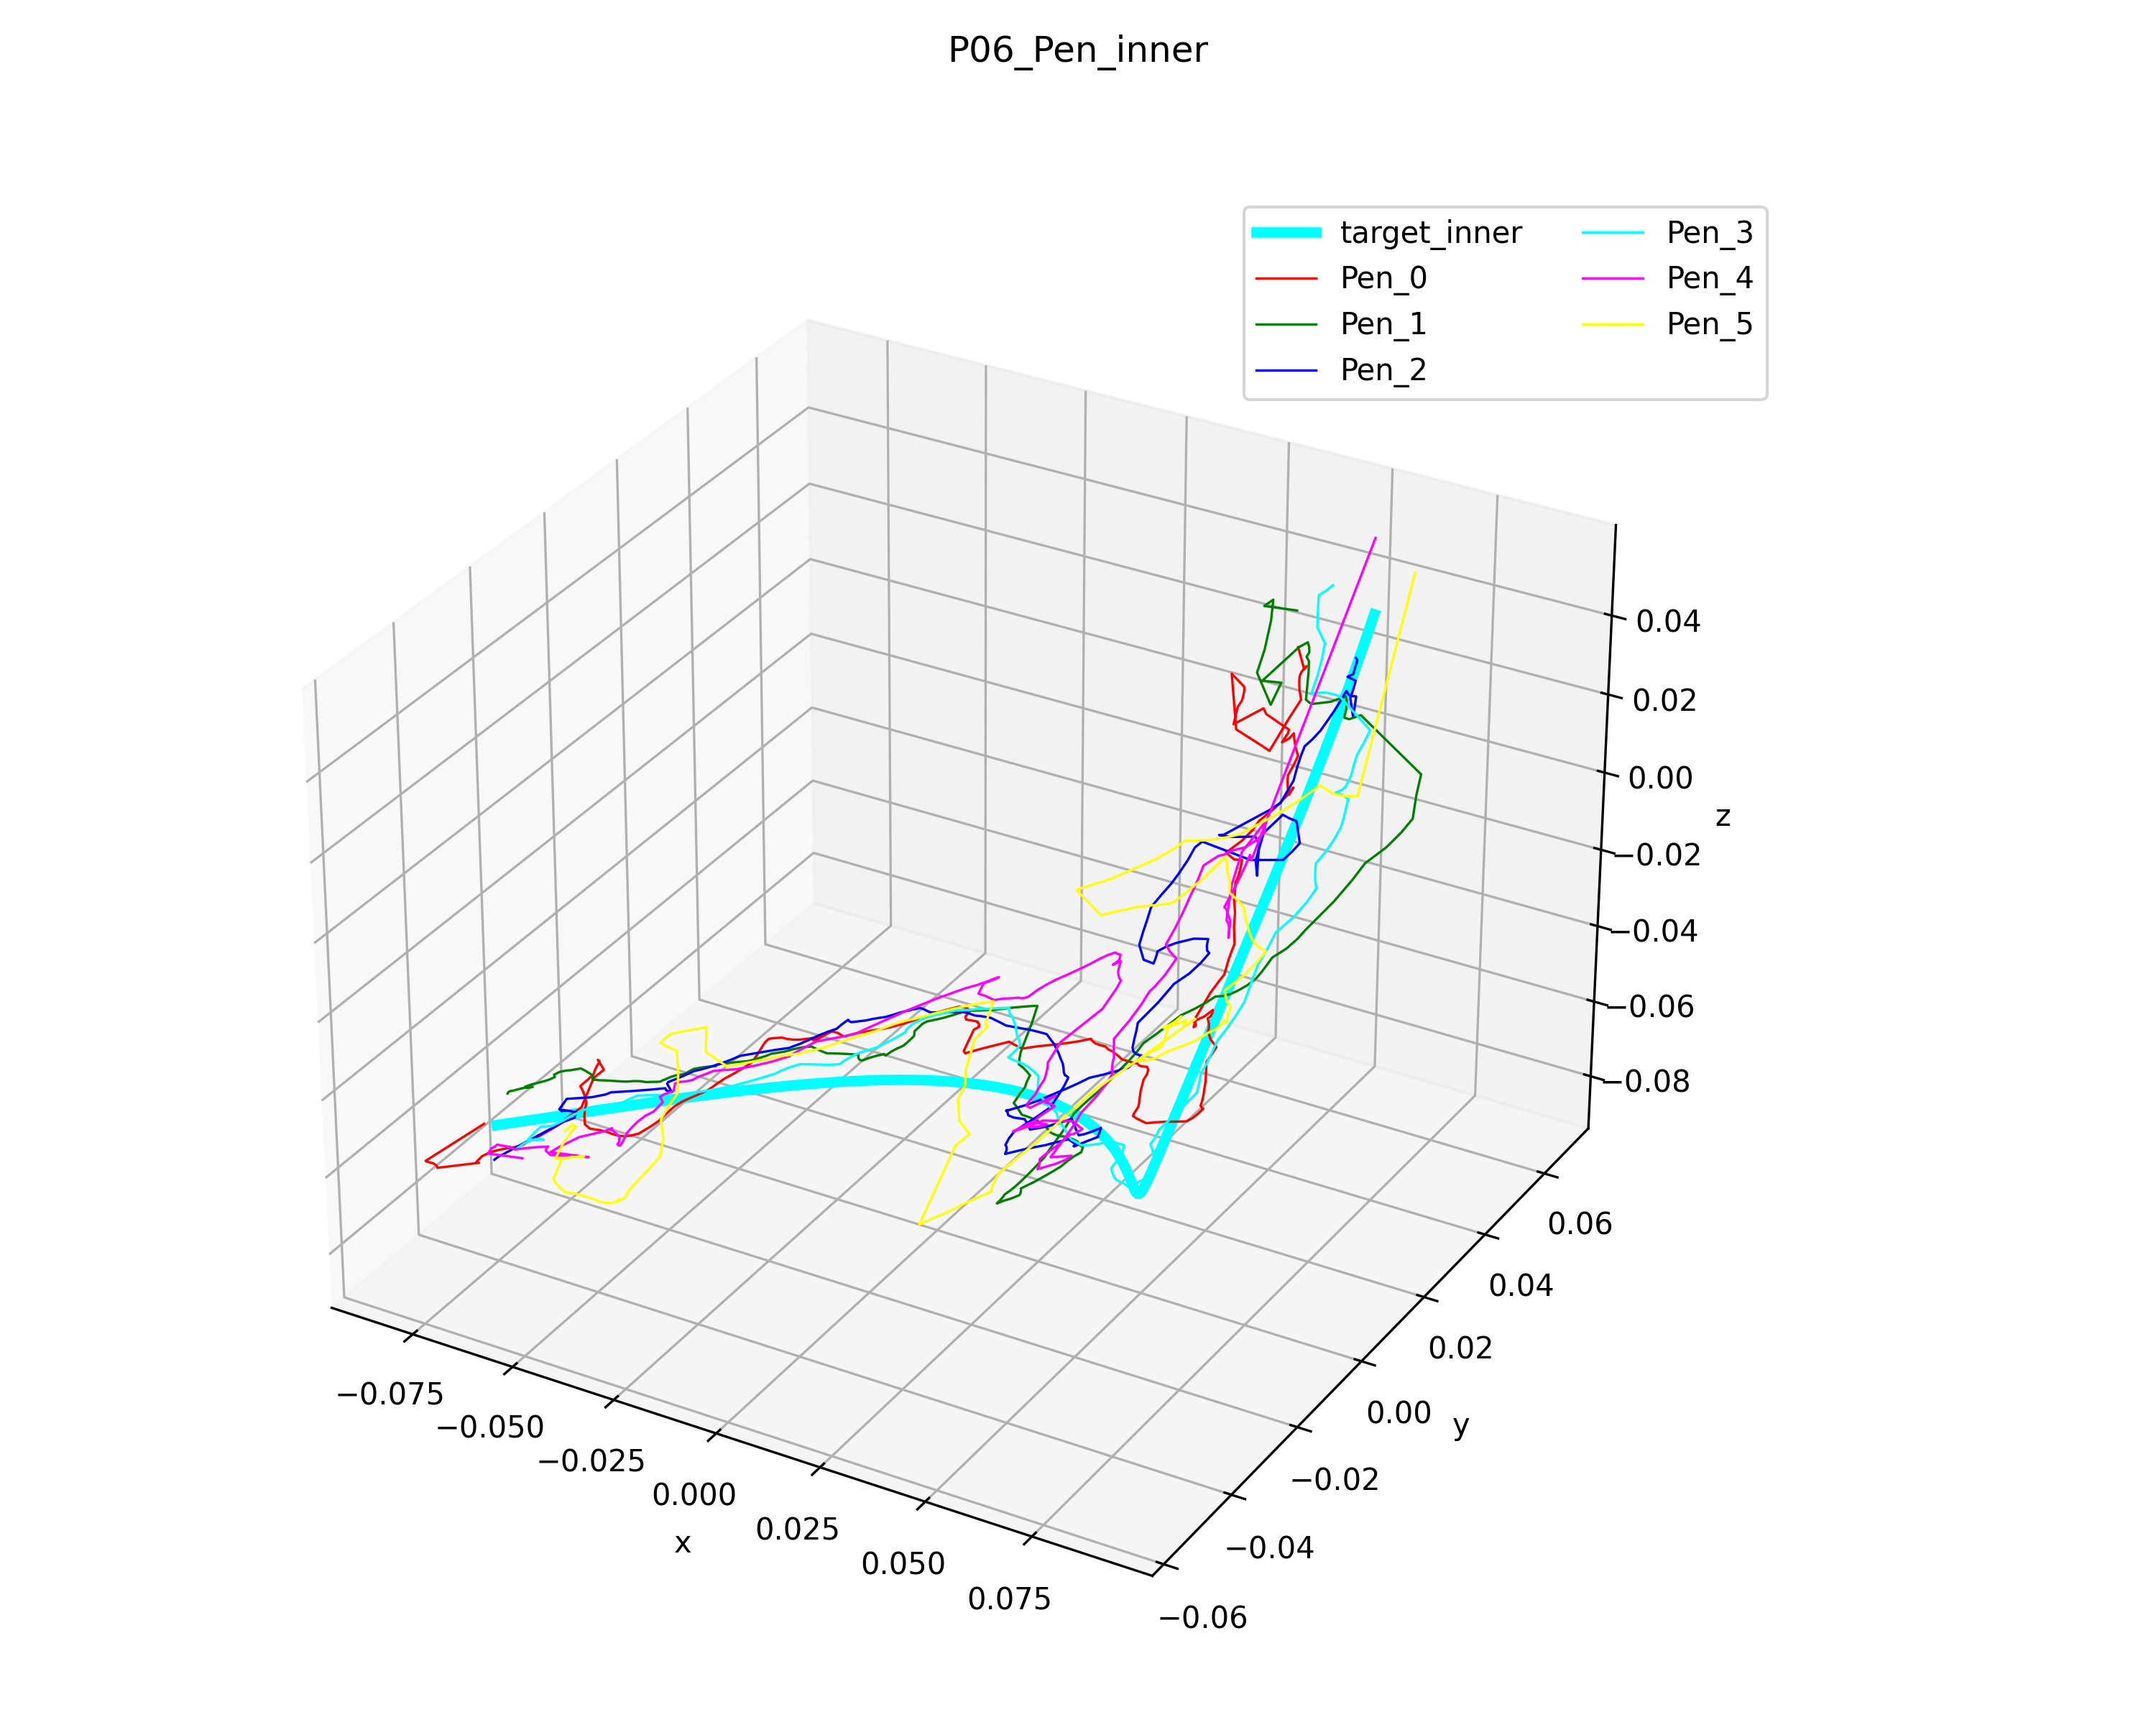 P06_Pen_inner
target_inner
Pen_0
Pen_1
Pen_2
Pen_3
Pen_4
Pen_5
0.04
0.02
0.00
z
−0.02
−0.04
−0.06
−0.08
0.06
0.04
0.02
0.00
y
−0.02
−0.04
−0.06
−0.075
−0.050
−0.025
0.000
x
0.025
0.050
0.075